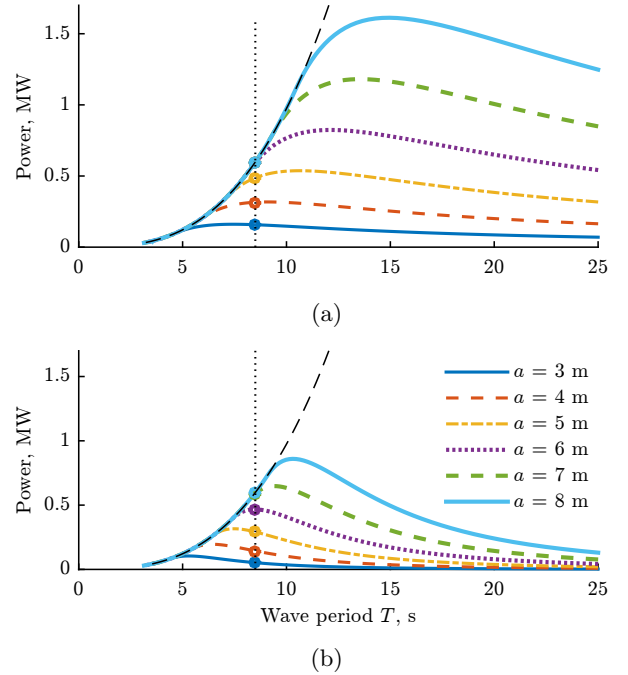 1.5
1
0.5
0
Power, MW
0 5 10 15 20 25
(a)
1.5
1
0.5
0
Power, MW
a = 3 m
a = 4 m
a = 5 m
a = 6 m
a = 7 m
a = 8 m
0 5 10 15 20 25
Wave period T, s
(b)